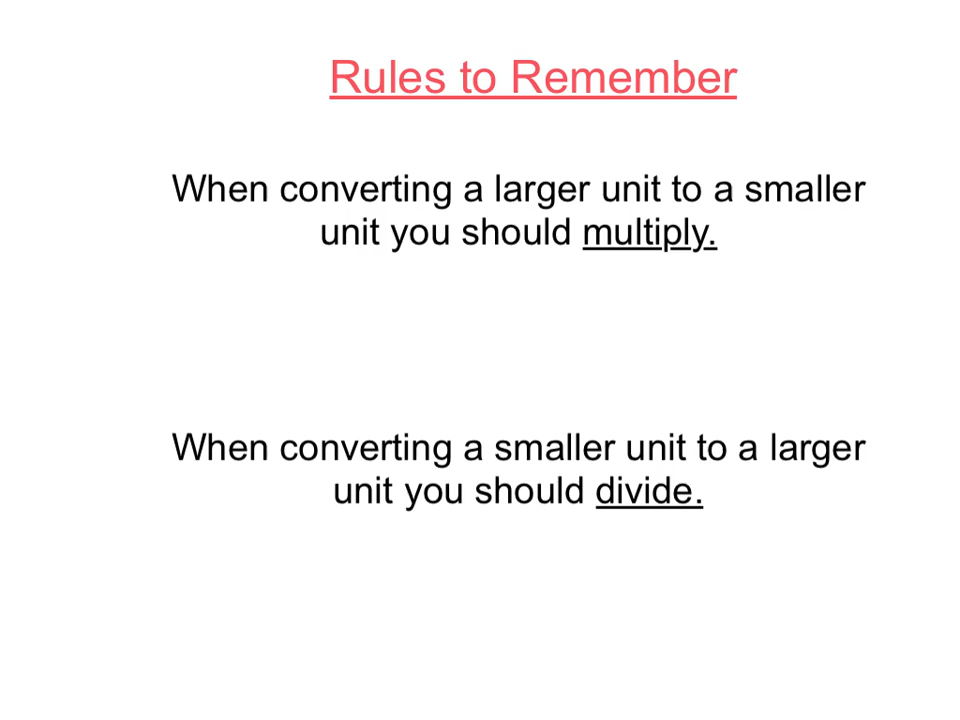 Rules to Remember
When converting a larger unit to a smaller
unit you should multiply.
When converting a smaller unit to a larger
unit you should divide.